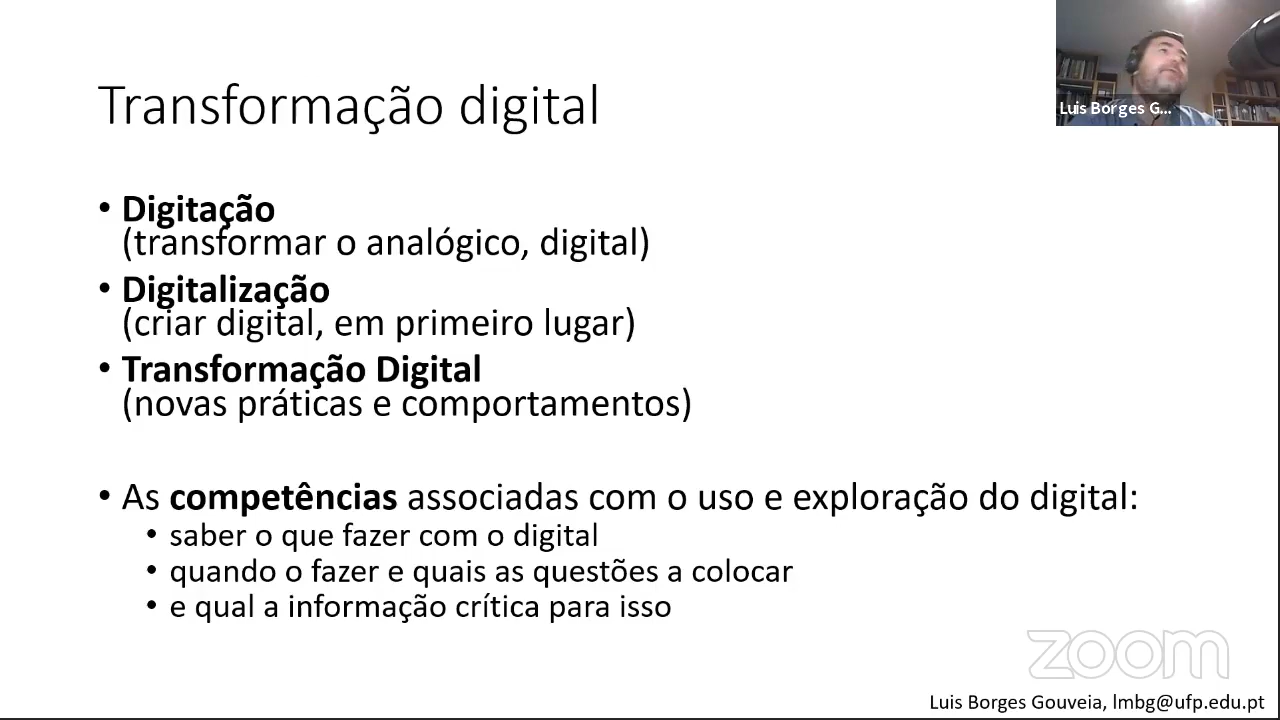 Transformação digital
Luis Borges G...
• Digitação
(transformar o analógico, digital)
• Digitalização
(criar digital, em primeiro lugar)
• Transformação Digital
(novas práticas e comportamentos)
• As competências associadas com o uso e exploração do digital:
• saber o que fazer com o digital
• quando o fazer e quais as questões a colocar
• e qual a informação crítica para isso
zoom
Luis Borges Gouveia, lmbg@ufp.edu.pt